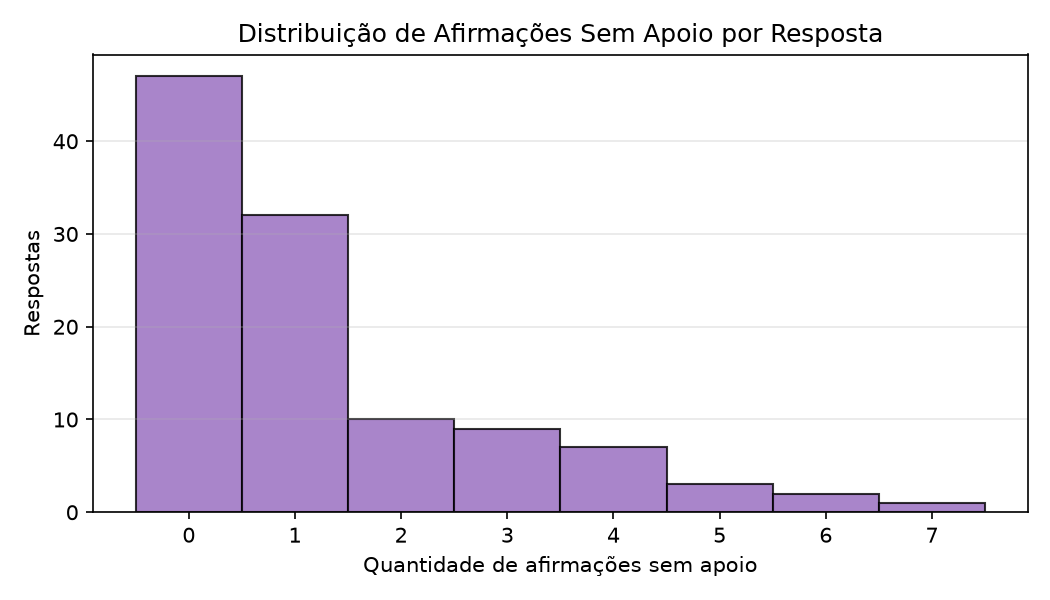 Distribuição de Afirmações Sem Apoio por Resposta
Respostas
40
30
20
10
0
0 1 2 3 4 5 6 7
Quantidade de afirmações sem apoio